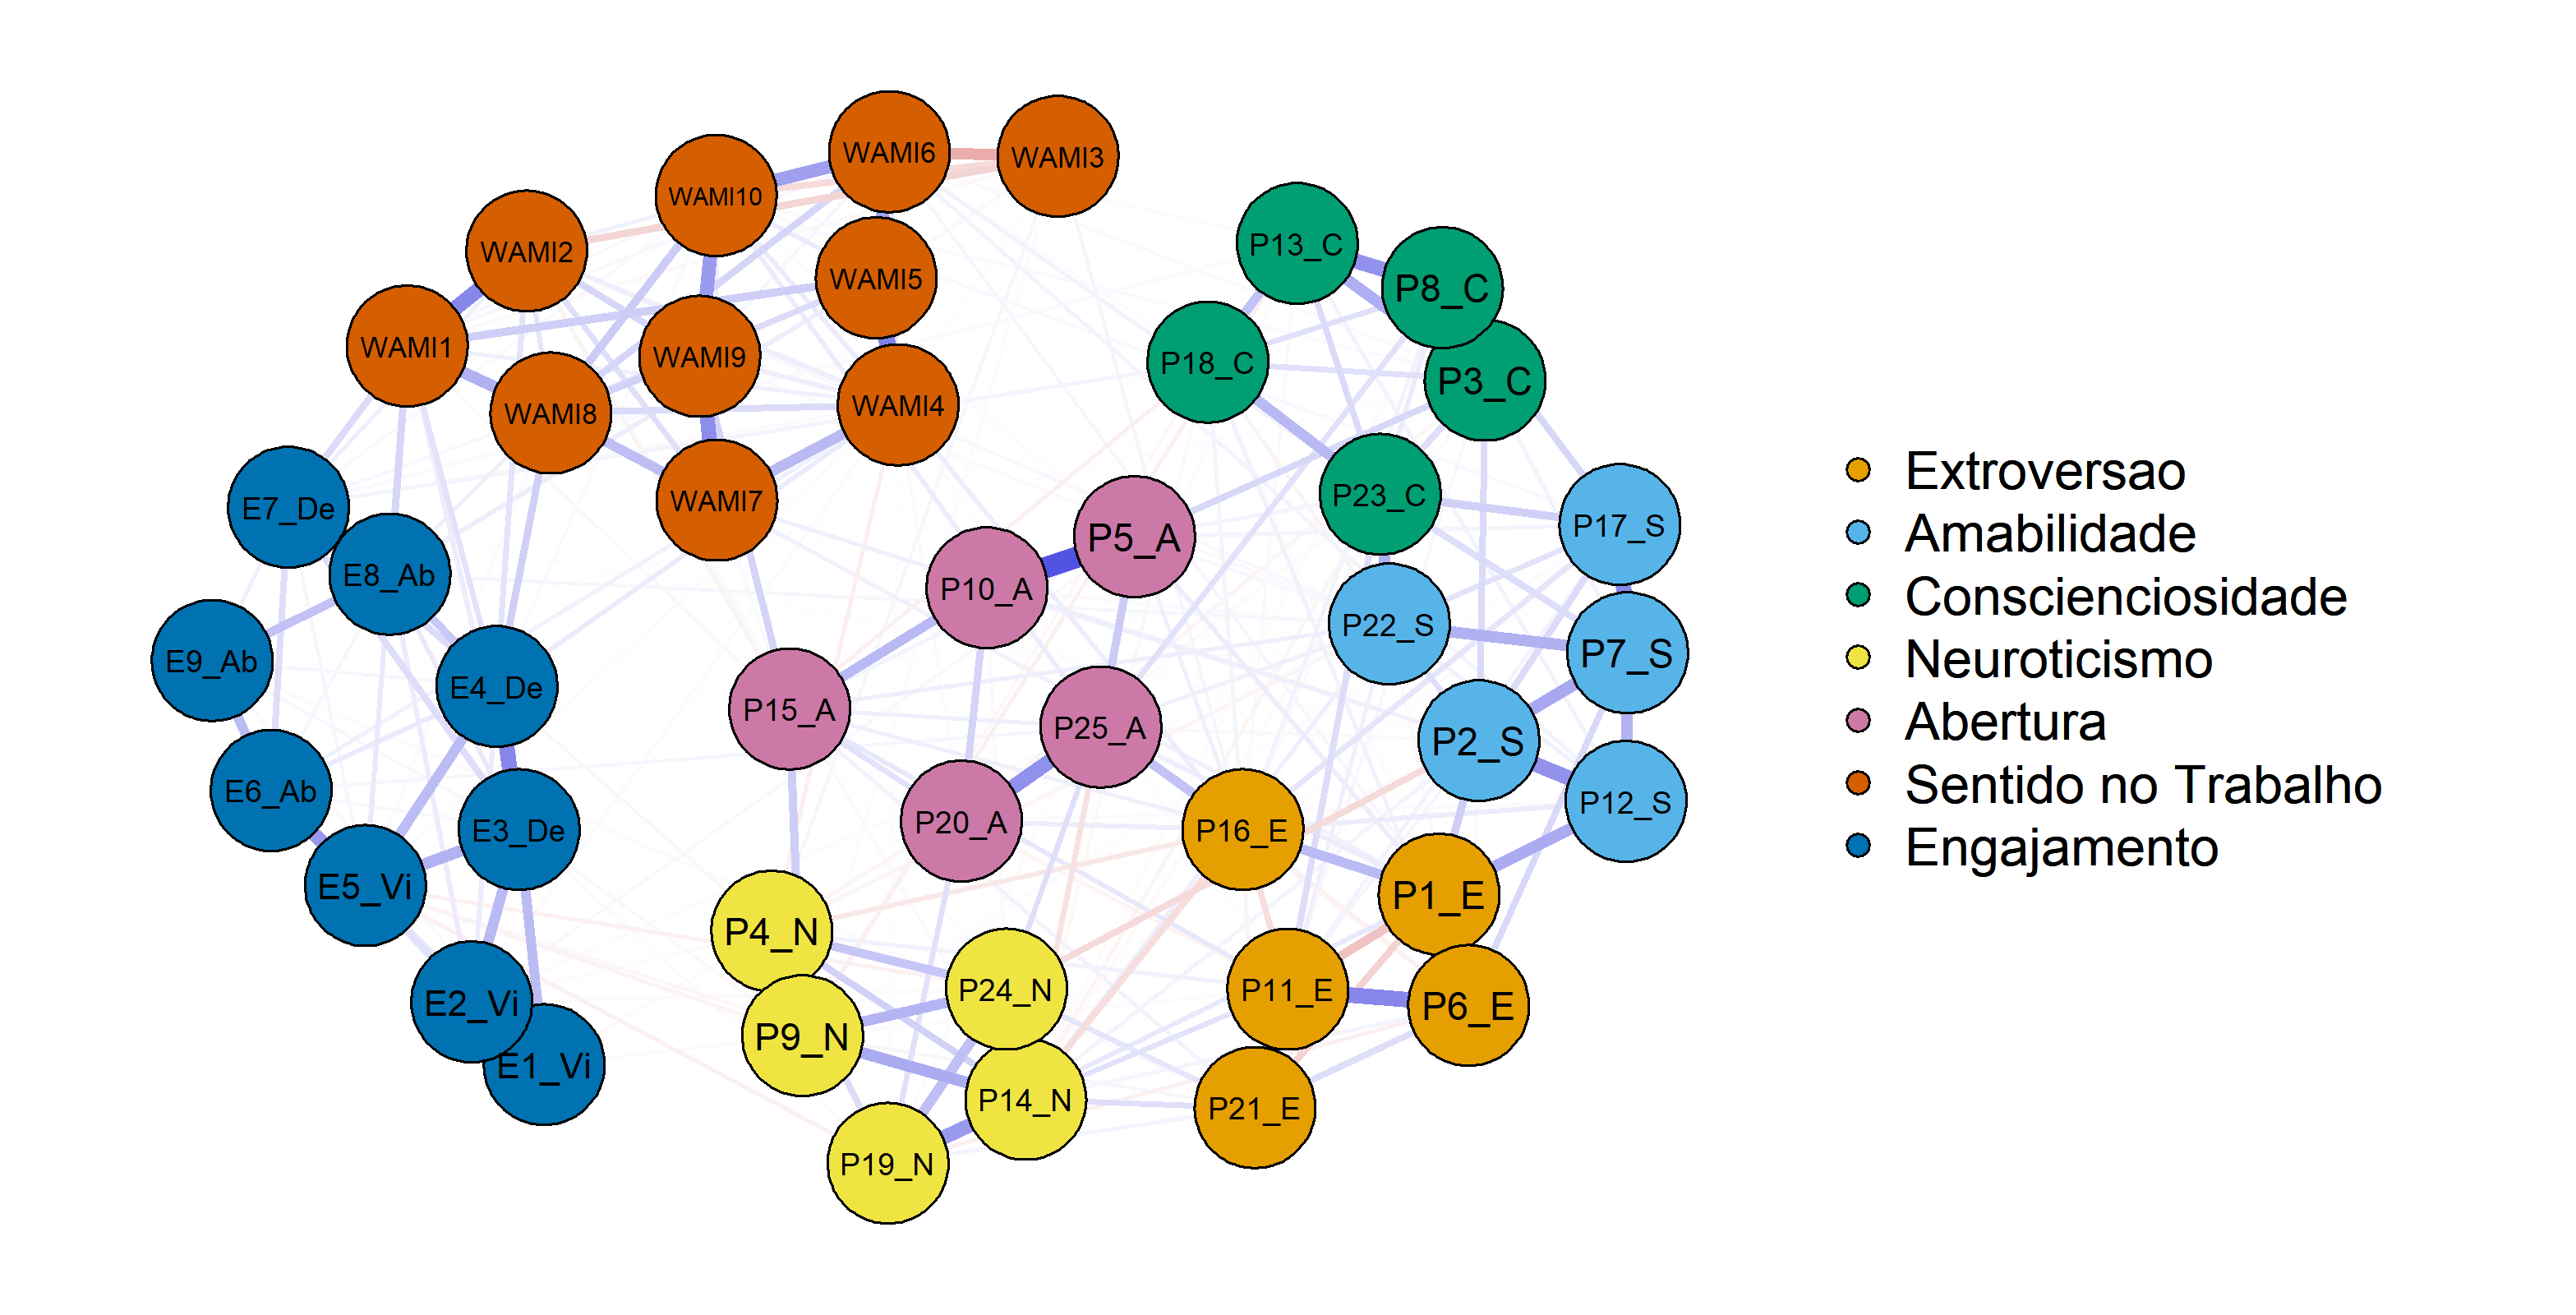 WAMI6
WAMI3
WAMI10
WAMI2
WAMI5
WAMI1
WAMI9
WAMI8
WAMI4
WAMI7
P13_C
P8_C
P18_C
P3_C
P23_C
E7_De
E8_Ab
E9_Ab
E4_De
E6_Ab
E3_De
E5_Vi
E2_Vi
E1_Vi
P5_A
P10_A
P15_A
P25_A
P20_A
P17_S
P22_S
P7_S
P2_S
P12_S
P16_E
P1_E
P11_E
P6_E
P21_E
P4_N
P24_N
P9_N
P14_N
P19_N
Extroversao
Amabilidade
Conscienciosidade
Neuroticismo
Abertura
Sentido no Trabalho
Engajamento